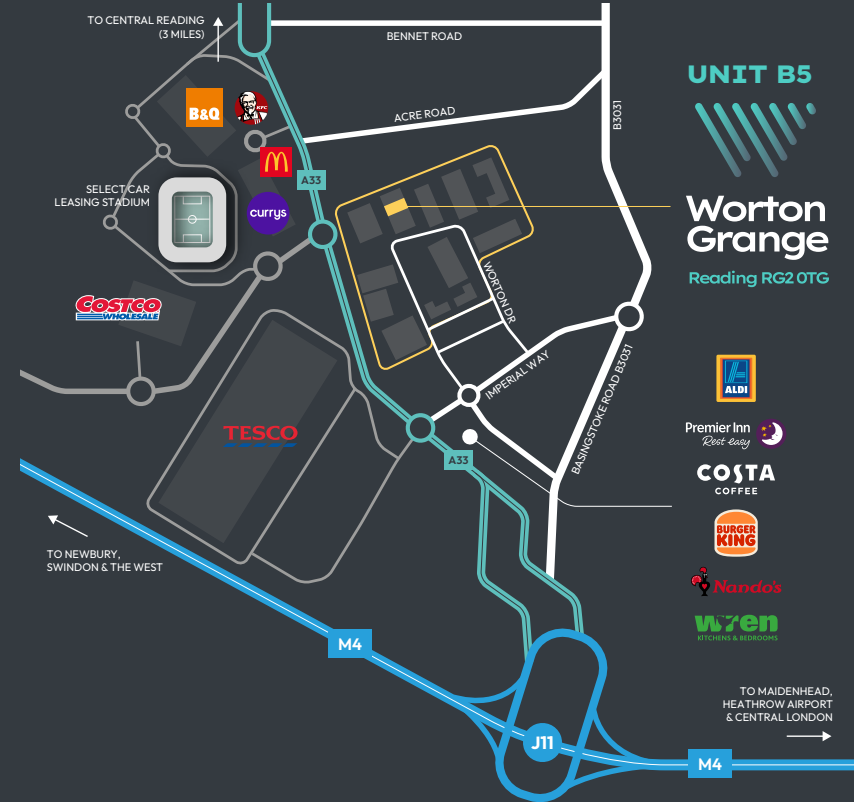 TO CENTRAL READING
(3 MILES)
BENNET ROAD
UNIT B5
B&Q
KFC
ACRE ROAD
B3031
A33
SELECT CAR
LEASING STADIUM
currys
Worton
Grange
Reading RG2 0TG
WORTON DR
COSTCO
WHOLESALE
IMPERIAL WAY
BASINGSTOKE ROAD B3031
ALDI
TESCO
Premier Inn
Rest easy
A33
COSTA
COFFEE
BURGER
KING
TO NEWBURY,
SWINDON & THE WEST
Nando's
wren
KITCHENS & BEDROOMS
M4
TO MAIDENHEAD,
HEATHROW AIRPORT
& CENTRAL LONDON
J11
M4